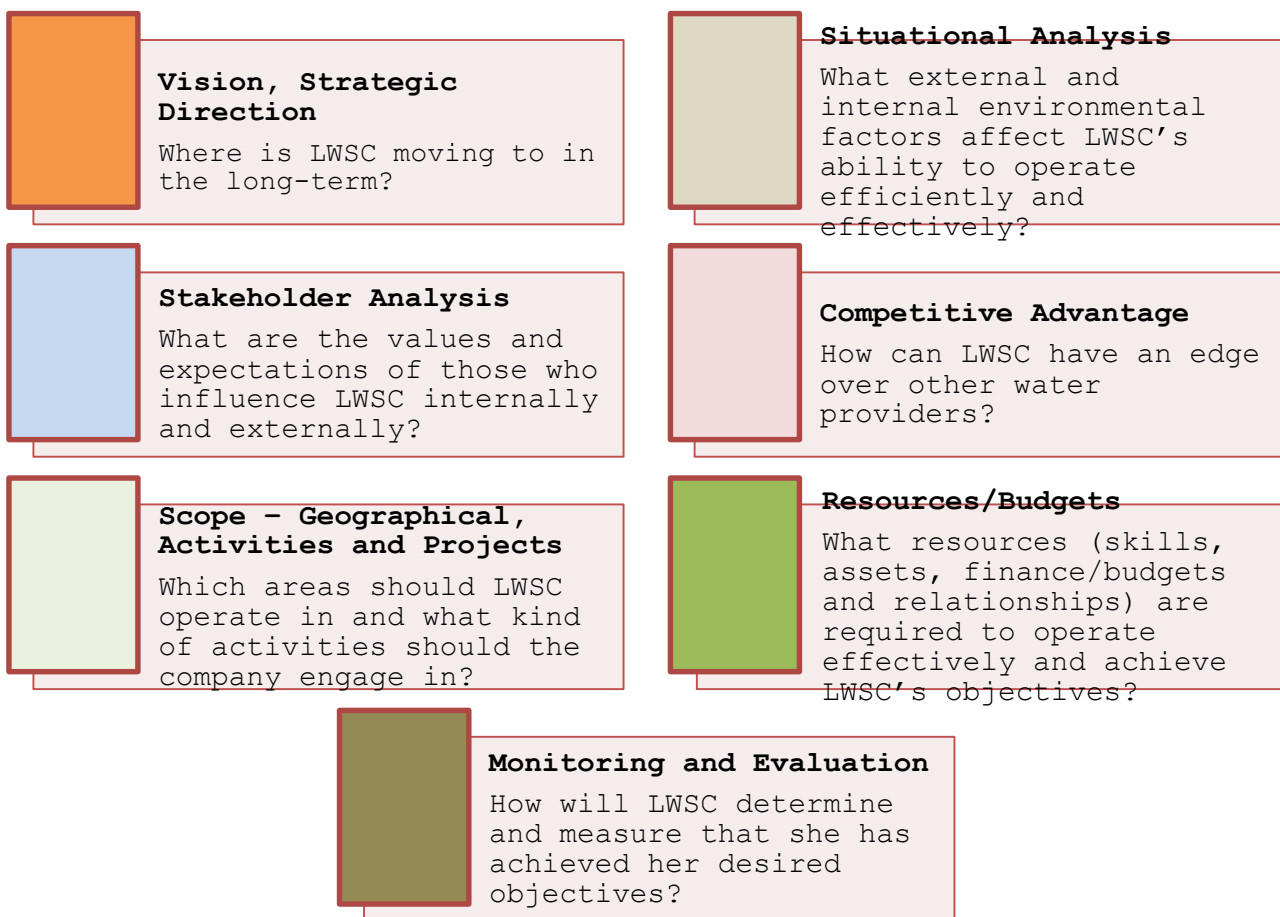 Vision, Strategic
Direction
Where is LWSC moving to in
the long-term?
Situational Analysis
What external and
internal environmental
factors affect LWSC’s
ability to operate
efficiently and
effectively?
Stakeholder Analysis
What are the values and
expectations of those who
influence LWSC internally
and externally?
Competitive Advantage
How can LWSC have an edge
over other water
providers?
Scope – Geographical,
Activities and Projects
Which areas should LWSC
operate in and what kind
of activities should the
company engage in?
Resources/Budgets
What resources (skills,
assets, finance/budgets
and relationships) are
required to operate
effectively and achieve
LWSC’s objectives?
Monitoring and Evaluation
How will LWSC determine
and measure that she has
achieved her desired
objectives?